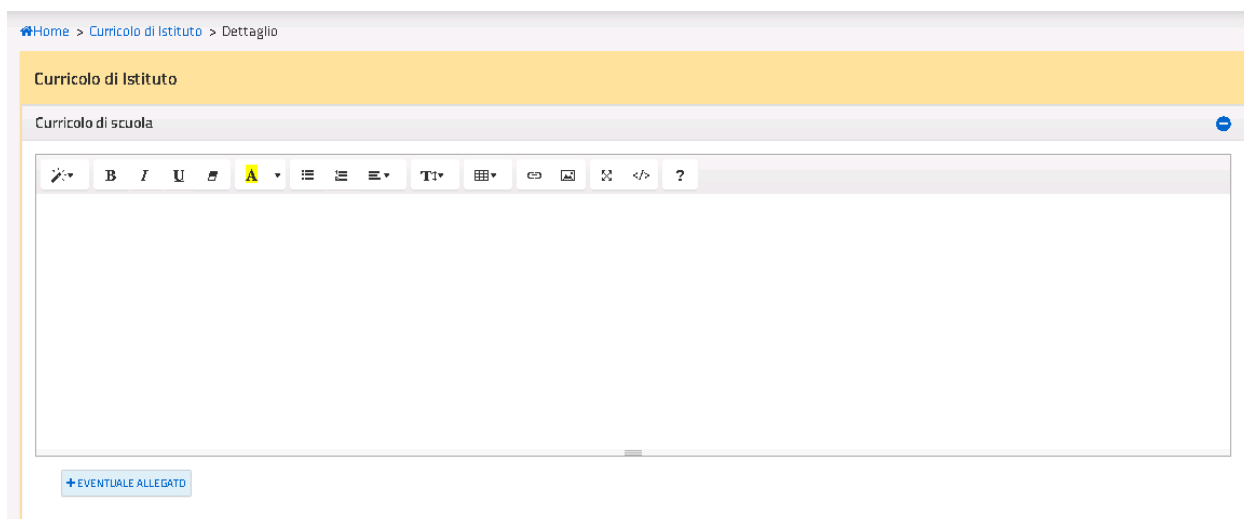 Home > Curricolo di Istituto > Dettaglio
Curricolo di Istituto
Curricolo di scuola
B I U A T </> ?
+ EVENTUALE ALLEGATO